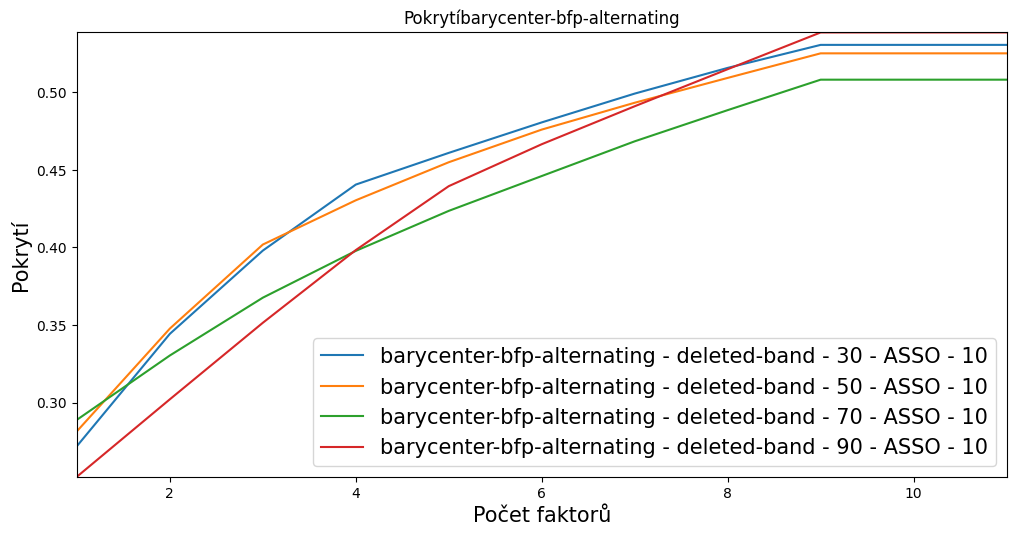 Pokrytíbarycenter-bfp-alternating
Pokrytí
0.50
0.45
0.40
0.35
0.30
barycenter-bfp-alternating - deleted-band - 30 - ASSO - 10
barycenter-bfp-alternating - deleted-band - 50 - ASSO - 10
barycenter-bfp-alternating - deleted-band - 70 - ASSO - 10
barycenter-bfp-alternating - deleted-band - 90 - ASSO - 10
2 4 6 8 10
Počet faktorů